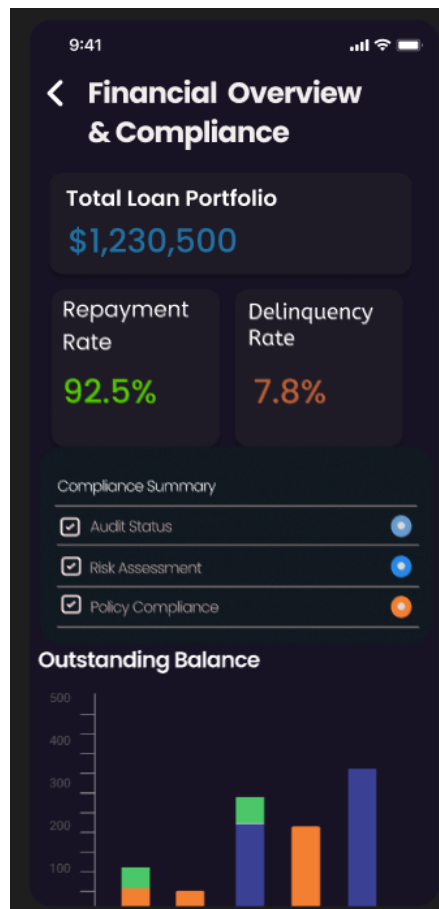 9:41
Financial Overview
& Compliance
Total Loan Portfolio
$1,230,500
Repayment
Rate
92.5%
Delinquency
Rate
7.8%
Compliance Summary
Audit Status
Risk Assessment
Policy Compliance
Outstanding Balance
500
400
300
200
100